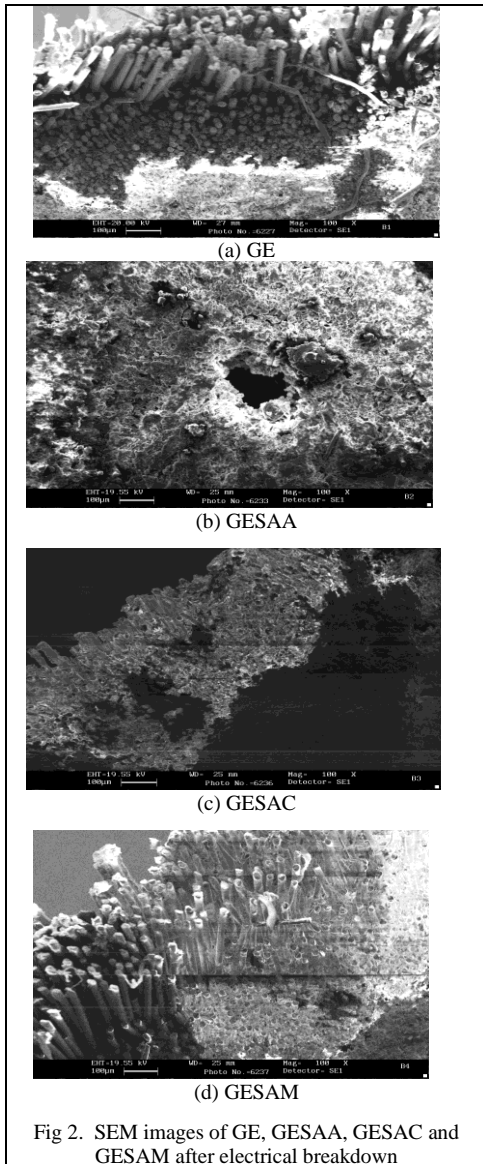 EHT=20.00 kV WD= 27 mm Mag= 100 X B1
100µm Photo No.=6227 Detector= SE1
(a) GE
EHT=19.55 kV WD= 25 mm Mag= 100 X B2
100µm Photo No.=6233 Detector= SE1
(b) GESAA
EHT=19.55 kV WD= 25 mm Mag= 100 X B3
100µm Photo No.=6236 Detector= SE1
(c) GESAC
EHT=19.55 kV WD= 25 mm Mag= 100 X B4
100µm Photo No.=6237 Detector= SE1
(d) GESAM
Fig 2. SEM images of GE, GESAA, GESAC and
GESAM after electrical breakdown